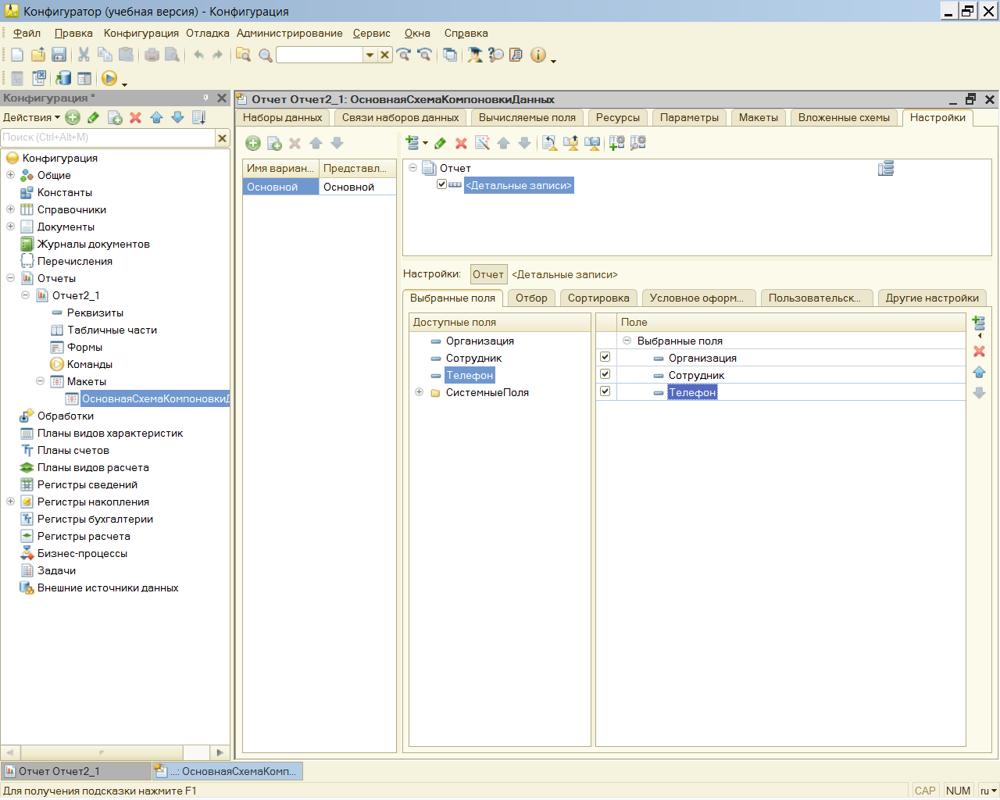 Конфигуратор (учебная версия) - Конфигурация
Файл Правка Конфигурация Отладка Администрирование Сервис Окна Справка
Конфигурация *
Действия
Поиск (Ctrl+Alt+M)
Конфигурация
Общие
Константы
Справочники
Документы
Журналы документов
Перечисления
Отчеты
Отчет2_1
Реквизиты
Табличные части
Формы
Команды
Макеты
ОсновнаяСхемаКомпоновкиД
Обработки
Планы видов характеристик
Планы счетов
Планы видов расчета
Регистры сведений
Регистры накопления
Регистры бухгалтерии
Регистры расчета
Бизнес-процессы
Задачи
Внешние источники данных
Отчет Отчет2_1: ОсновнаяСхемаКомпоновкиДанных
Наборы данных Связи наборов данных Вычисляемые поля Ресурсы Параметры Макеты Вложенные схемы Настройки
Имя вариан... Представл...
Основной Основной
Отчет
<Детальные записи>
Настройки: Отчет <Детальные записи>
Выбранные поля Отбор Сортировка Условное оформ... Пользовательск... Другие настройки
Доступные поля
Организация
Сотрудник
Телефон
СистемныеПоля
Поле
Выбранные поля
Организация
Сотрудник
Телефон
Отчет Отчет2_1 ...: ОсновнаяСхемаКомп...
Для получения подсказки нажмите F1 CAP NUM ru